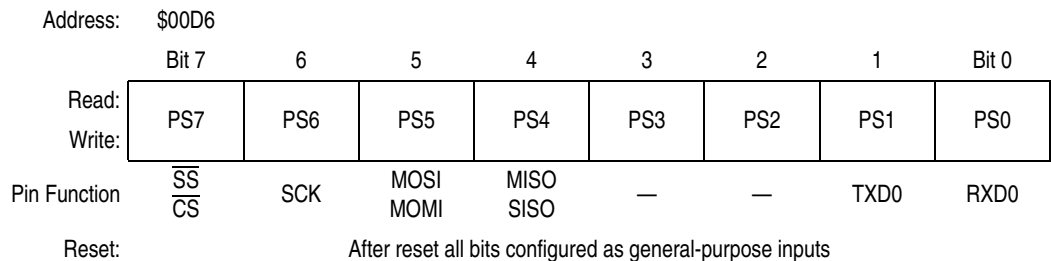 Address: $00D6
Bit 7 6 5 4 3 2 1 Bit 0
Read:
PS7 PS6 PS5 PS4 PS3 PS2 PS1 PS0
Write:
Pin Function
SS SCK MOSI MISO — — TXD0 RXD0
CS MOMI SISO
Reset: After reset all bits configured as general-purpose inputs